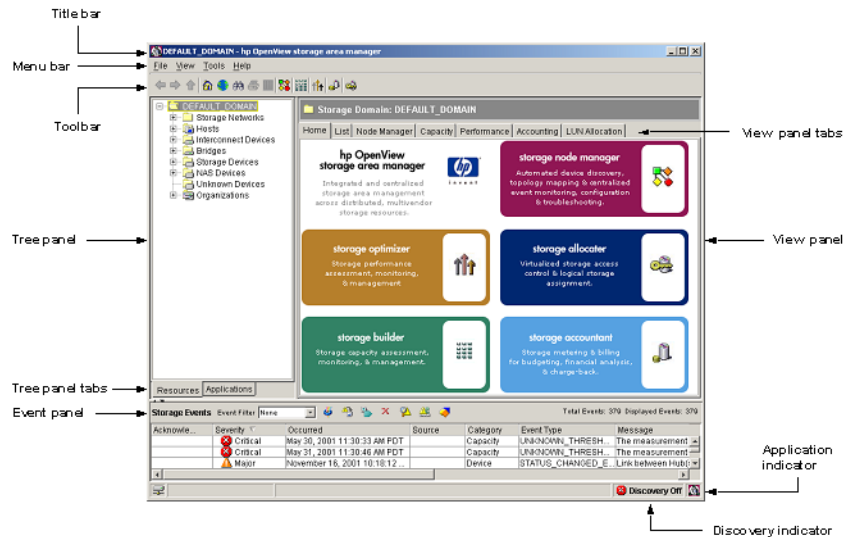 Title bar
DEFAULT_DOMAIN - hp OpenView storage area manager
Menu bar
File View Tools Help
Toolbar
DEFAULT_DOMAIN
Storage Networks
Hosts
Interconnect Devices
Bridges
Storage Devices
NAS Devices
Unknown Devices
Organizations
Storage Domain: DEFAULT_DOMAIN
Home List Node Manager Capacity Performance Accounting LUN Allocation
View panel tabs
hp OpenView
storage area manager
Integrated and centralized
storage area management
across distributed, multivendor
storage resources.
hp
invent
storage node manager
Automated device discovery,
topology mapping & centralized
event monitoring, configuration
& troubleshooting.
Tree panel
View panel
storage optimizer
Storage performance
assessment, monitoring,
& management
storage allocater
Virtualized storage access
control & logical storage
assignment.
storage builder
Storage capacity assessment,
monitoring, & management.
storage accountant
Storage metering & billing
for budgeting, financial analysis,
& charge-back.
Tree panel tabs
Resources Applications
Event panel
Storage Events Event Filter None Total Events: 379 Displayed Events: 379
Acknowle... Severity Occurred Source Category Event Type Message
Critical May 30, 2001 11:30:33 AM PDT Capacity UNKNOWN_THRESH... The measurement
Critical May 31, 2001 11:30:46 AM PDT Capacity UNKNOWN_THRESH... The measurement
Major November 16, 2001 10:18:12 ... Device STATUS_CHANGED_E... Link between Hub(s
Application
indicator
Discovery Off
Discovery indicator